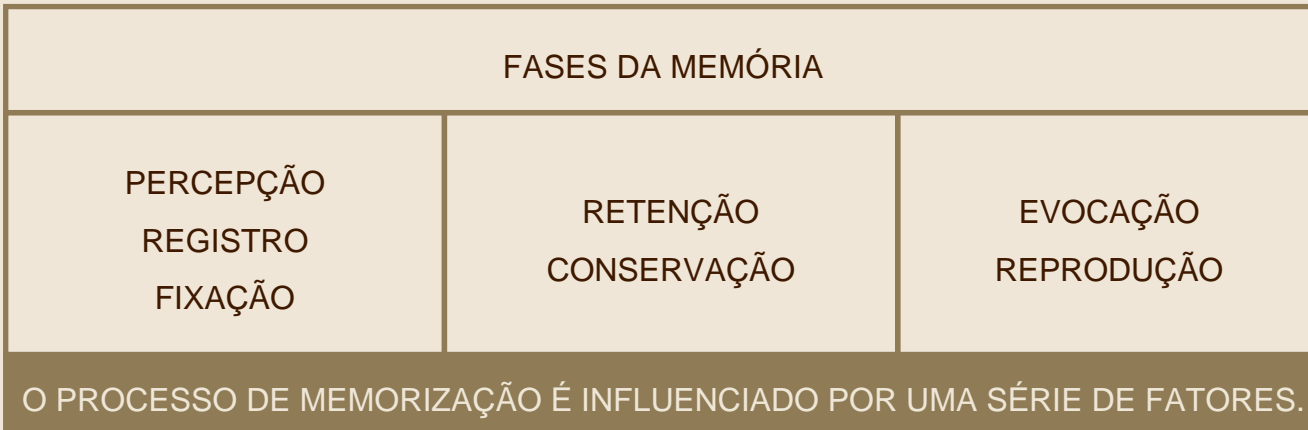 FASES DA MEMÓRIA
PERCEPÇÃO
REGISTRO
FIXAÇÃO
RETENÇÃO
CONSERVAÇÃO
EVOCAÇÃO
REPRODUÇÃO
O PROCESSO DE MEMORIZAÇÃO É INFLUENCIADO POR UMA SÉRIE DE FATORES.